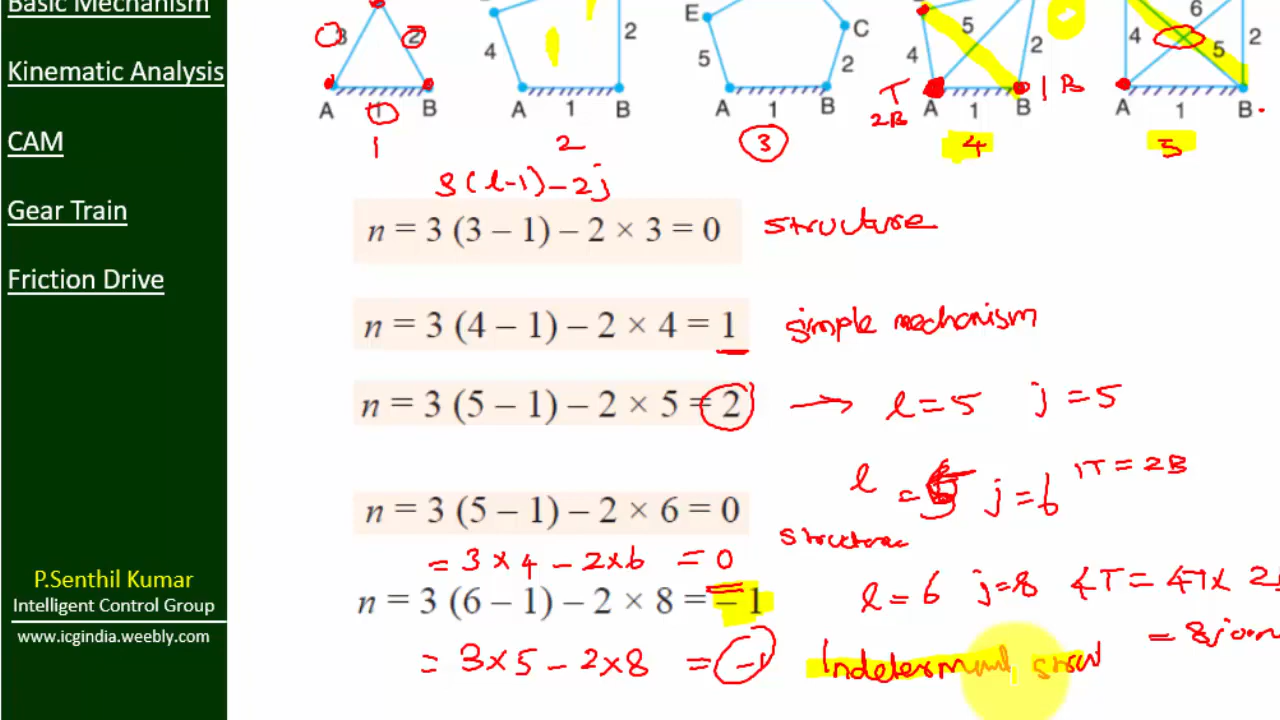 Basic Mechanism
Kinematic Analysis
CAM
Gear Train
Friction Drive
P.Senthil Kumar
Intelligent Control Group
www.icgindia.weebly.com
3 2
A 1 B
1
4 2
A 1 B
2
E C
5 2
A 1 B
3
5
4 2
T 1 B
2B
A 1 B
4
6
4 5 2
A 1 B
5
3(l-1)-2j
n = 3 (3 – 1) – 2 × 3 = 0 structure
n = 3 (4 – 1) – 2 × 4 = 1 simple mechanism
n = 3 (5 – 1) – 2 × 5 = 2 → l=5 j=5
l = 5 j=6 1T=2B
n = 3 (5 – 1) – 2 × 6 = 0
structure
= 3×4 – 2×6 = 0
n = 3 (6 – 1) – 2 × 8 = – 1
l=6 j=8 4T=
= 3×5 – 2×8 = -1